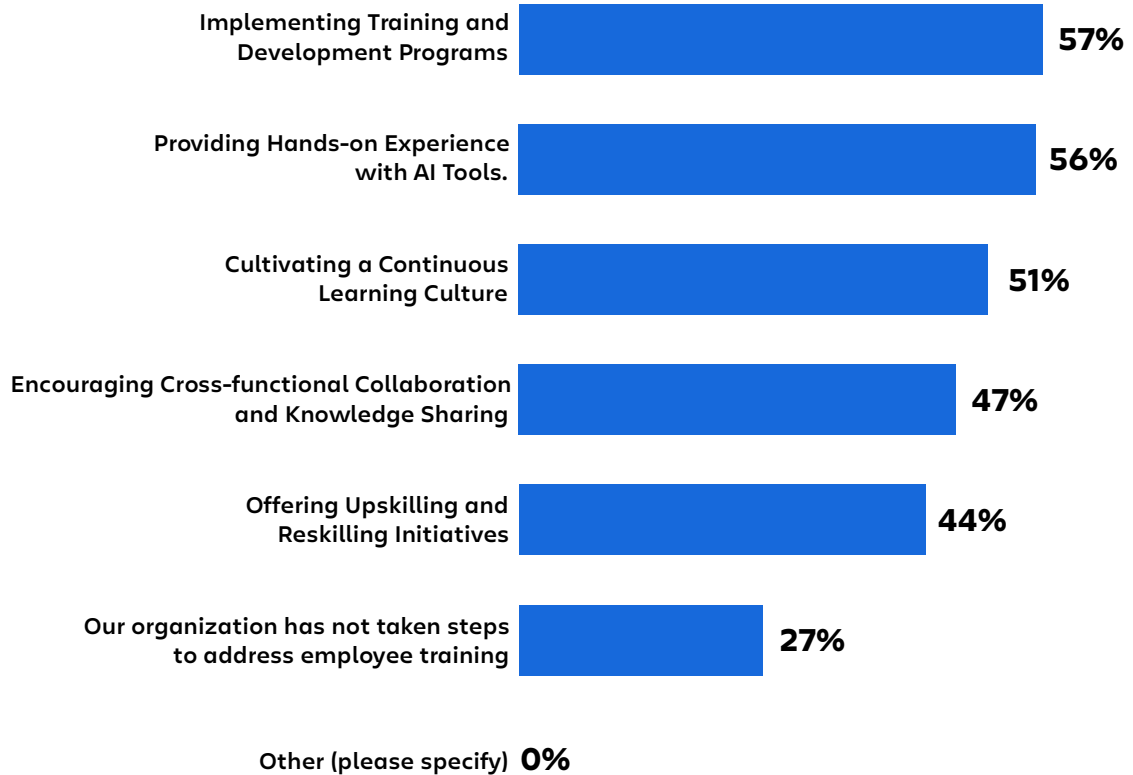 Implementing Training and
Development Programs
57%
Providing Hands-on Experience
with AI Tools.
56%
Cultivating a Continuous
Learning Culture
51%
Encouraging Cross-functional Collaboration
and Knowledge Sharing
47%
Offering Upskilling and
Reskilling Initiatives
44%
Our organization has not taken steps
to address employee training
27%
Other (please specify) 0%